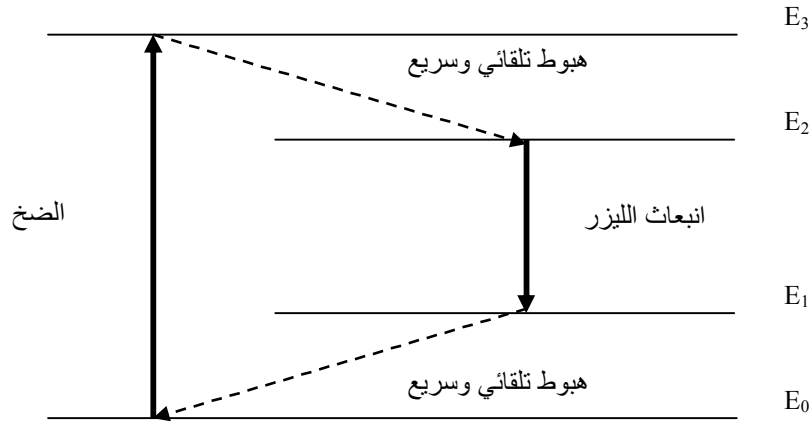 E₃
هبوط تلقائي وسريع
E₂
الضخ
انبعاث الليزر
E₁
هبوط تلقائي وسريع
E₀